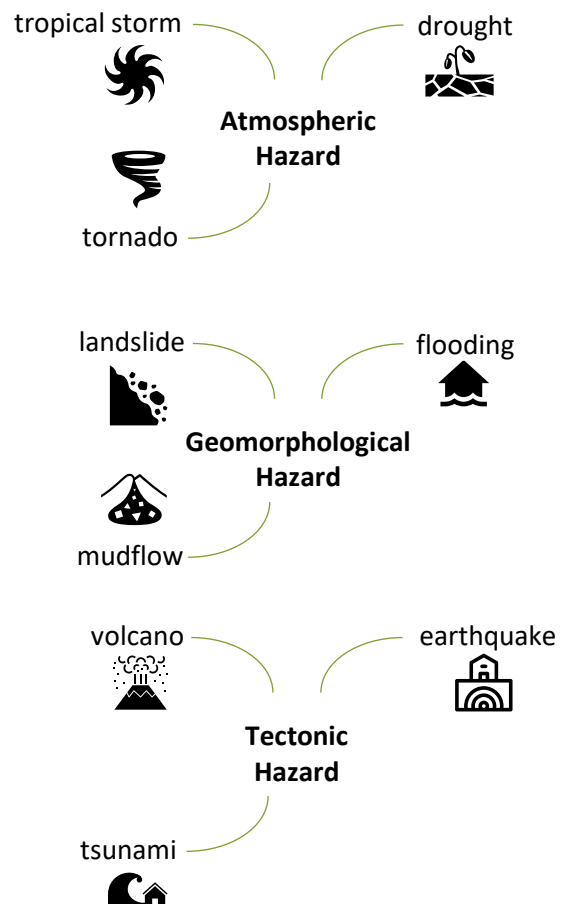 tropical storm
drought
Atmospheric
Hazard
tornado
landslide
flooding
Geomorphological
Hazard
mudflow
volcano
earthquake
Tectonic
Hazard
tsunami